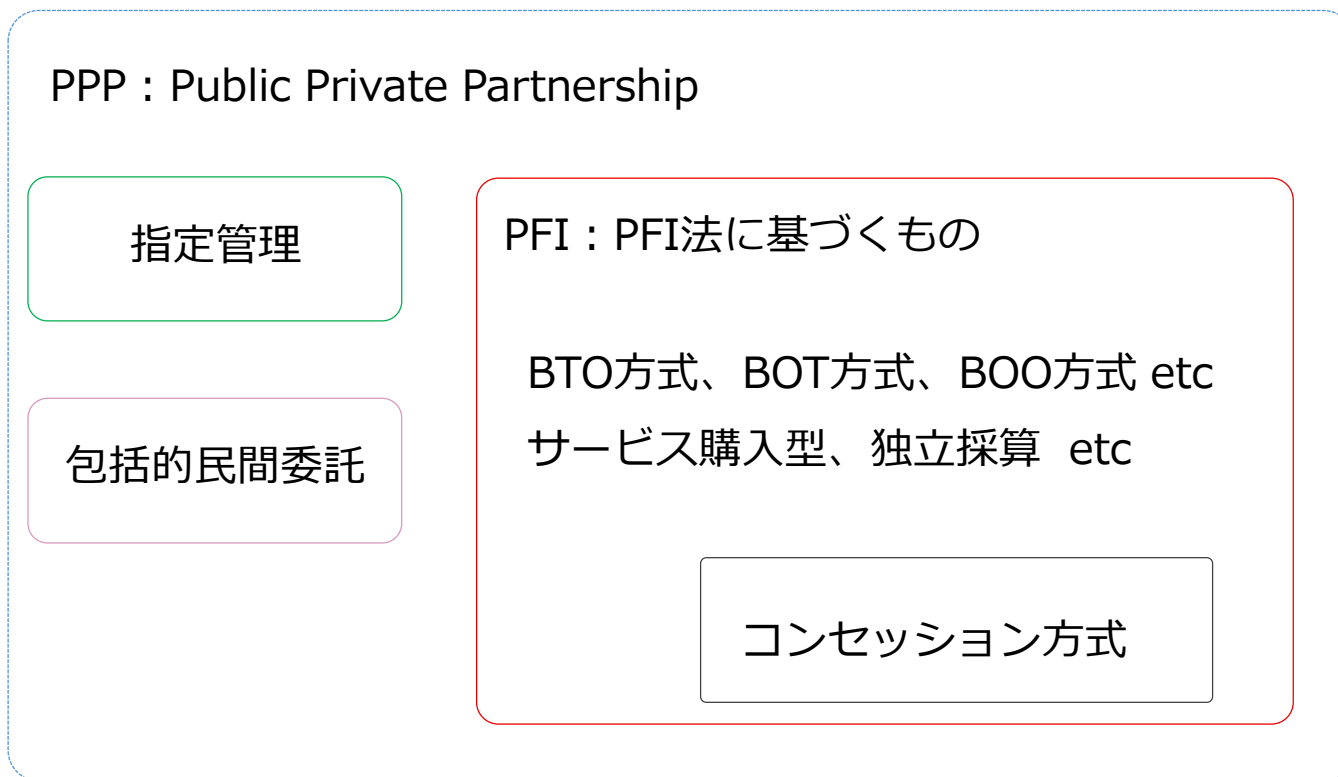 PPP : Public Private Partnership
指定管理
包括的民間委託
PFI : PFI法に基づくもの
BTO方式、BOT方式、BOO方式 etc
サービス購入型、独立採算 etc
コンセッション方式